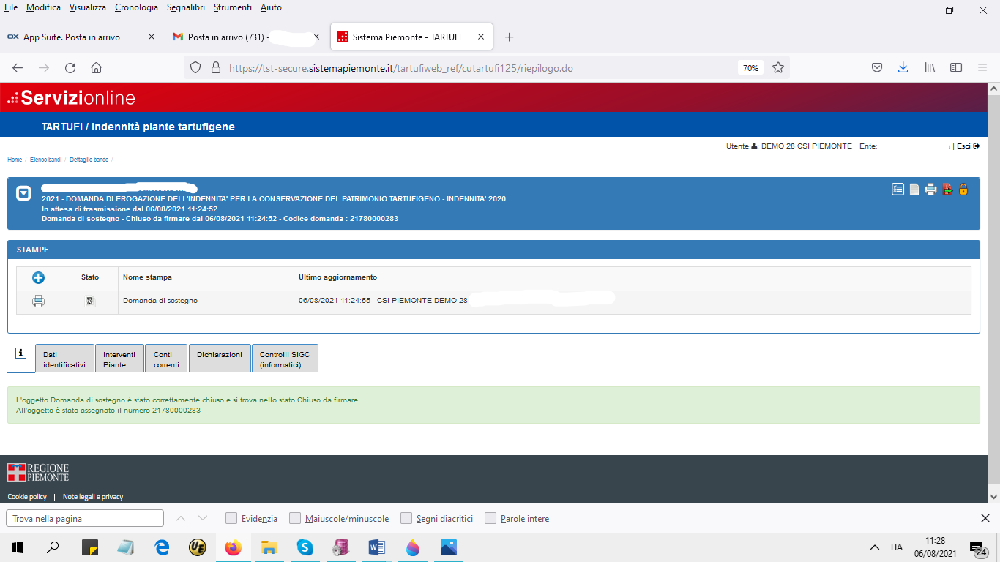 File Modifica Visualizza Cronologia Segnalibri Strumenti Aiuto
OX App Suite. Posta in arrivo
Posta in arrivo (731) -
Sistema Piemonte - TARTUFI
https://tst-secure.sistemapiemonte.it/tartufiweb_ref/cutartufi125/riepilogo.do 70%
Servizionline
TARTUFI / Indennità piante tartufigene
Utente : DEMO 28 CSI PIEMONTE Ente: | Esci
Home / Elenco bandi / Dettaglio bando /
2021 - DOMANDA DI EROGAZIONE DELL'INDENNITA' PER LA CONSERVAZIONE DEL PATRIMONIO TARTUFIGENO - INDENNITA' 2020
In attesa di trasmissione dal 06/08/2021 11:24:52
Domanda di sostegno - Chiuso da firmare dal 06/08/2021 11:24:52 - Codice domanda : 21780000283
STAMPE
Stato Nome stampa Ultimo aggiornamento
Domanda di sostegno 06/08/2021 11:24:55 - CSI PIEMONTE DEMO 28
Dati identificativi
Interventi Piante
Conti correnti
Dichiarazioni
Controlli SIGC (informatici)
L'oggetto Domanda di sostegno è stato correttamente chiuso e si trova nello stato Chiuso da firmare
All'oggetto è stato assegnato il numero 21780000283
REGIONE
PIEMONTE
Cookie policy | Note legali e privacy
Trova nella pagina Evidenzia Maiuscole/minuscole Segni diacritici Parole intere
UE
ITA
11:28
06/08/2021
24